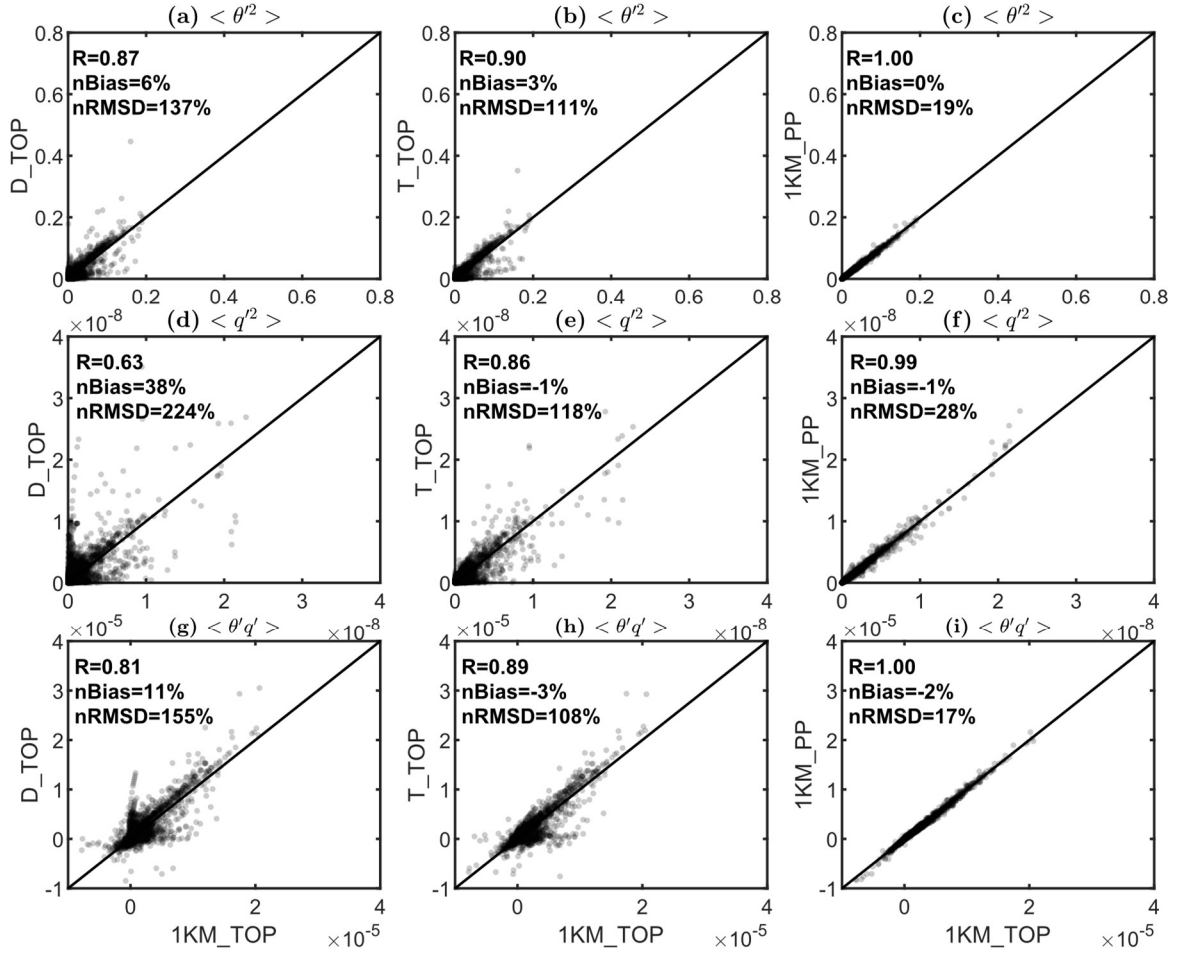 (a) < θ′2 >
(b) < θ′2 >
(c) < θ′2 >
R=0.87
nBias=6%
nRMSD=137%
R=0.90
nBias=3%
nRMSD=111%
R=1.00
nBias=0%
nRMSD=19%
D_TOP
T_TOP
1KM_PP
0.8
0.6
0.4
0.2
0
0 0.2 0.4 0.6 0.8
0.8
0.6
0.4
0.2
0
0 0.2 0.4 0.6 0.8
0.8
0.6
0.4
0.2
0
0 0.2 0.4 0.6 0.8
×10-8 (d) < q′2 >
×10-8 (e) < q′2 >
×10-8 (f) < q′2 >
R=0.63
nBias=38%
nRMSD=224%
R=0.86
nBias=-1%
nRMSD=118%
R=0.99
nBias=-1%
nRMSD=28%
D_TOP
T_TOP
1KM_PP
4
3
2
1
0
0 1 2 3 4
×10-8
4
3
2
1
0
0 1 2 3 4
×10-8
4
3
2
1
0
0 1 2 3 4
×10-8
×10-5 (g) < θ′q′ >
×10-5 (h) < θ′q′ >
×10-5 (i) < θ′q′ >
R=0.81
nBias=11%
nRMSD=155%
R=0.89
nBias=-3%
nRMSD=108%
R=1.00
nBias=-2%
nRMSD=17%
D_TOP
T_TOP
1KM_PP
4
3
2
1
0
-1
0 2 4
1KM_TOP ×10-5
4
3
2
1
0
-1
0 2 4
1KM_TOP ×10-5
4
3
2
1
0
-1
0 2 4
1KM_TOP ×10-5